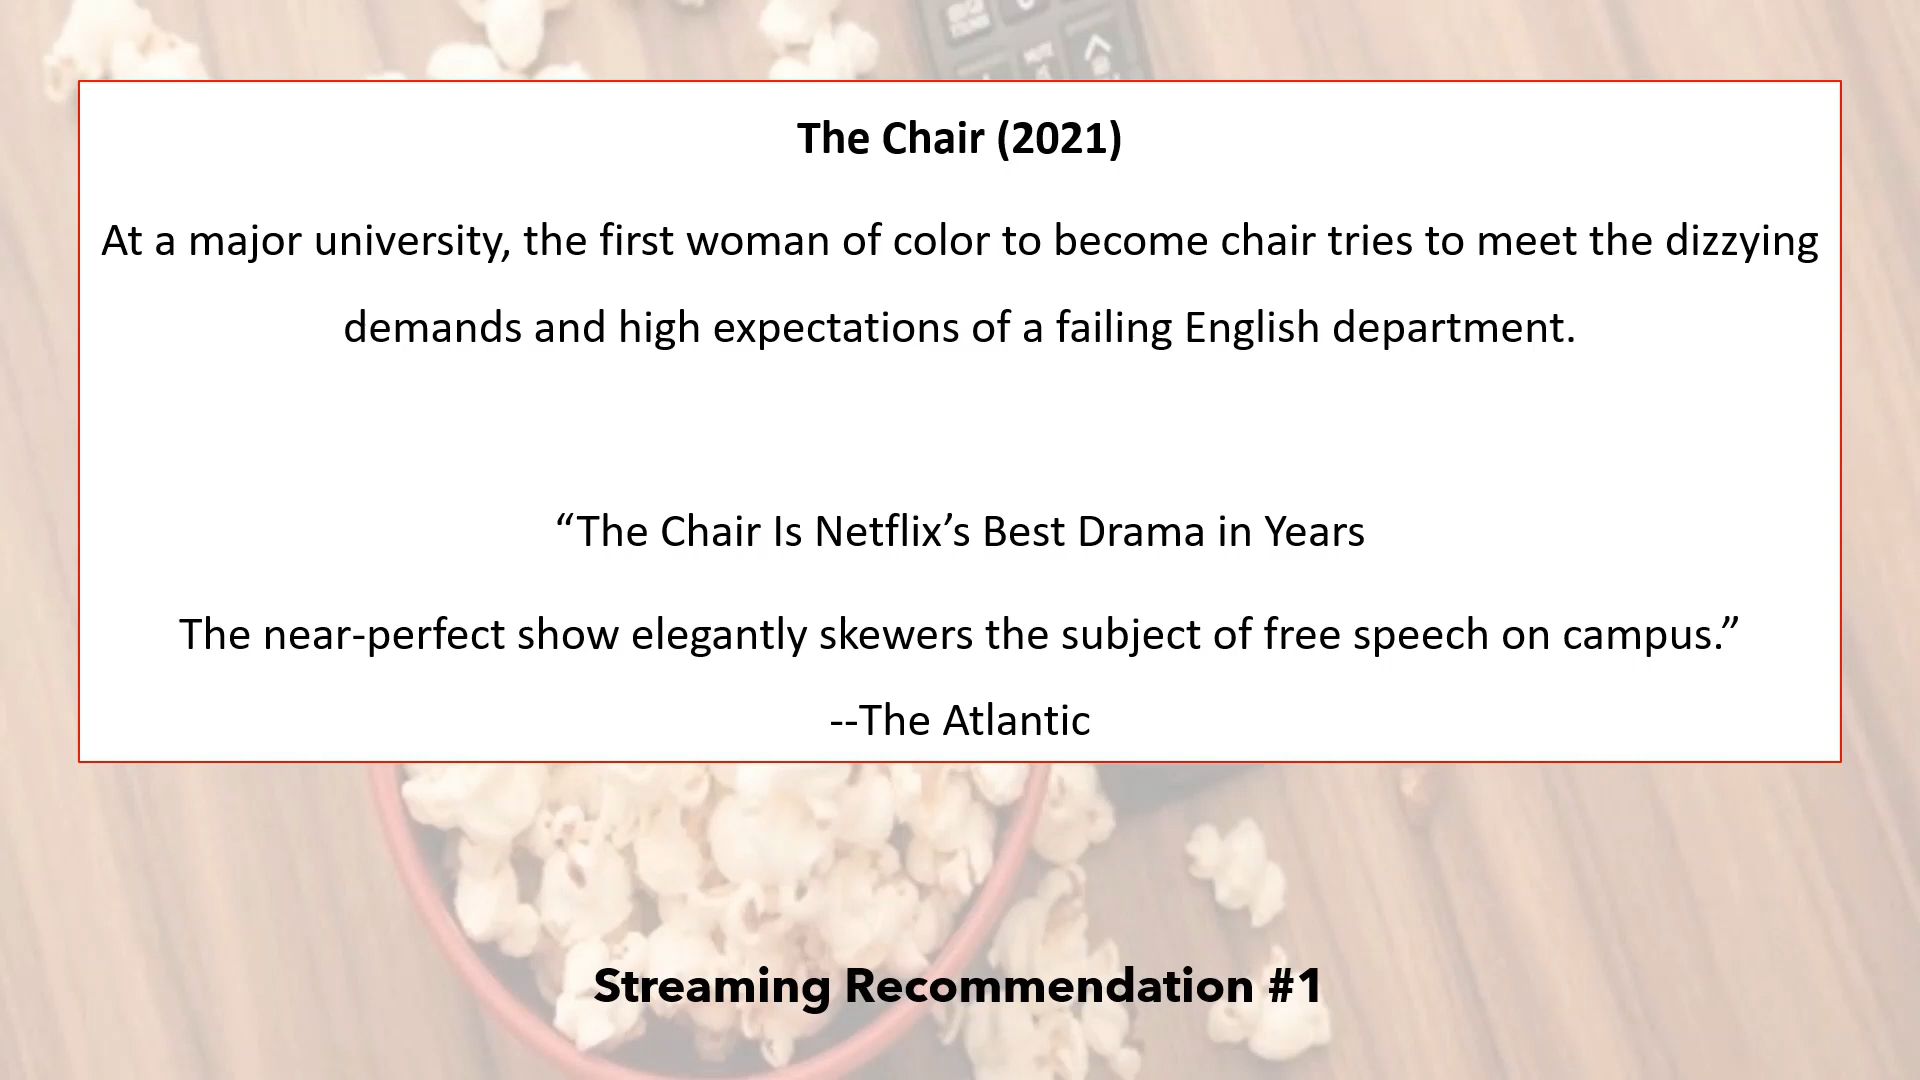 The Chair (2021)
At a major university, the first woman of color to become chair tries to meet the dizzying
demands and high expectations of a failing English department.
“The Chair Is Netflix’s Best Drama in Years
The near-perfect show elegantly skewers the subject of free speech on campus.”
--The Atlantic
Streaming Recommendation #1